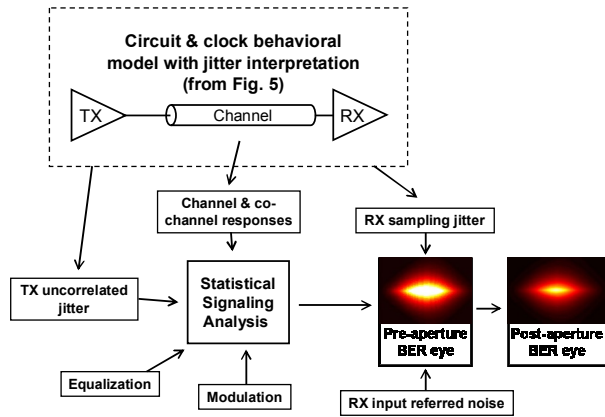 Circuit & clock behavioral
model with jitter interpretation
(from Fig. 5)
TX
Channel
RX
Channel & co-
channel responses
RX sampling jitter
TX uncorrelated
jitter
Statistical
Signaling
Analysis
Pre-aperture
BER eye
Post-aperture
BER eye
Equalization
Modulation
RX input referred noise